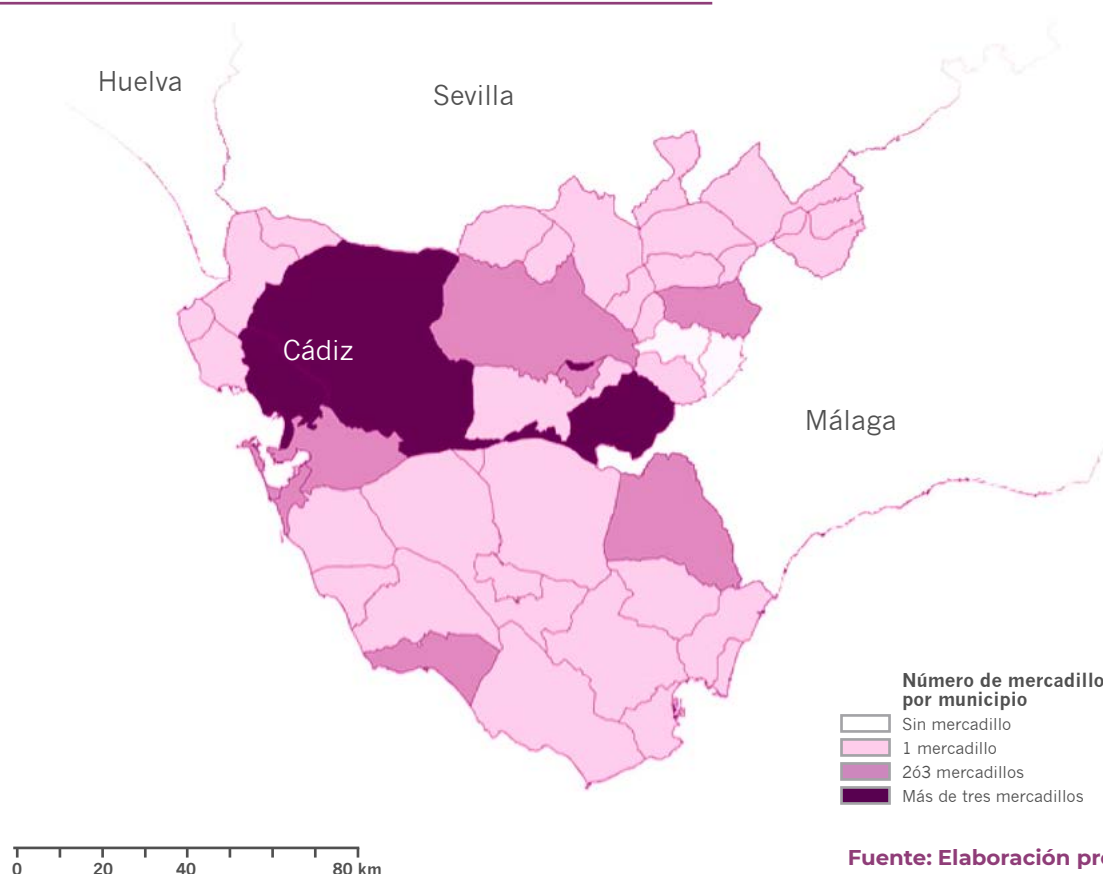 Huelva
Sevilla
Cádiz
Málaga
Número de mercadillo
por municipio
Sin mercadillo
1 mercadillo
2ó3 mercadillos
Más de tres mercadillos
0 20 40 80 km
Fuente: Elaboración pr